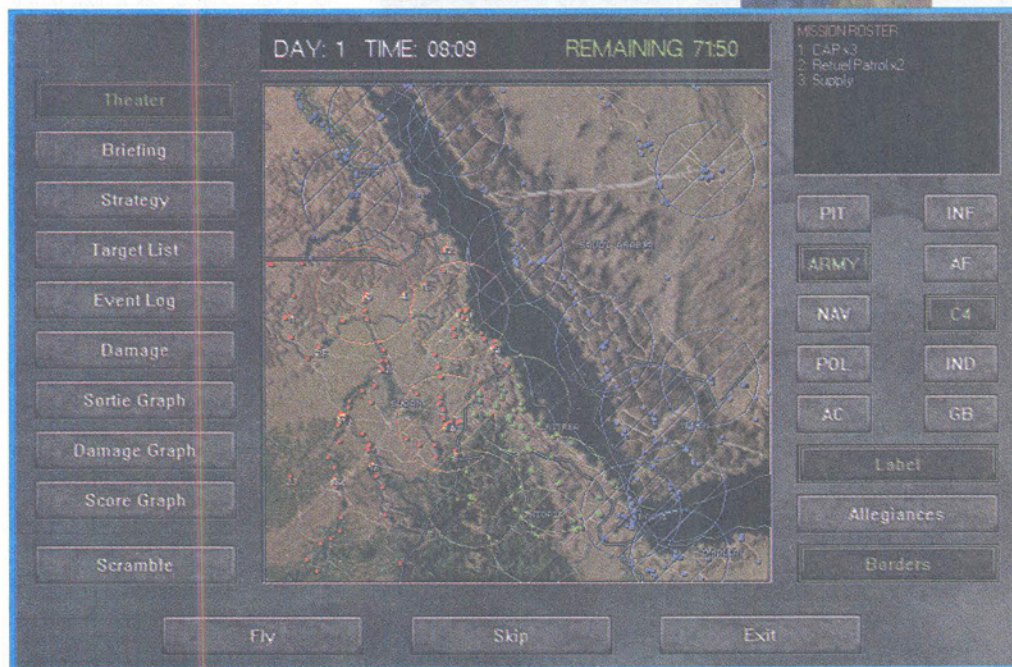 DAY: 1 TIME: 08:09 REMAINING 71:50
MISSION ROSTER
1 CAP x3
2 Refuel Patrol x2
3 Supply
Theater
Briefing
Strategy
Target List
Event Log
Damage
Sortie Graph
Damage Graph
Score Graph
Scramble
SAUDI ARABIA
PIT INF
ARMY AF
NAV C4
POL IND
AC GB
Label
Allegiances
Borders
Fly Skip Exit